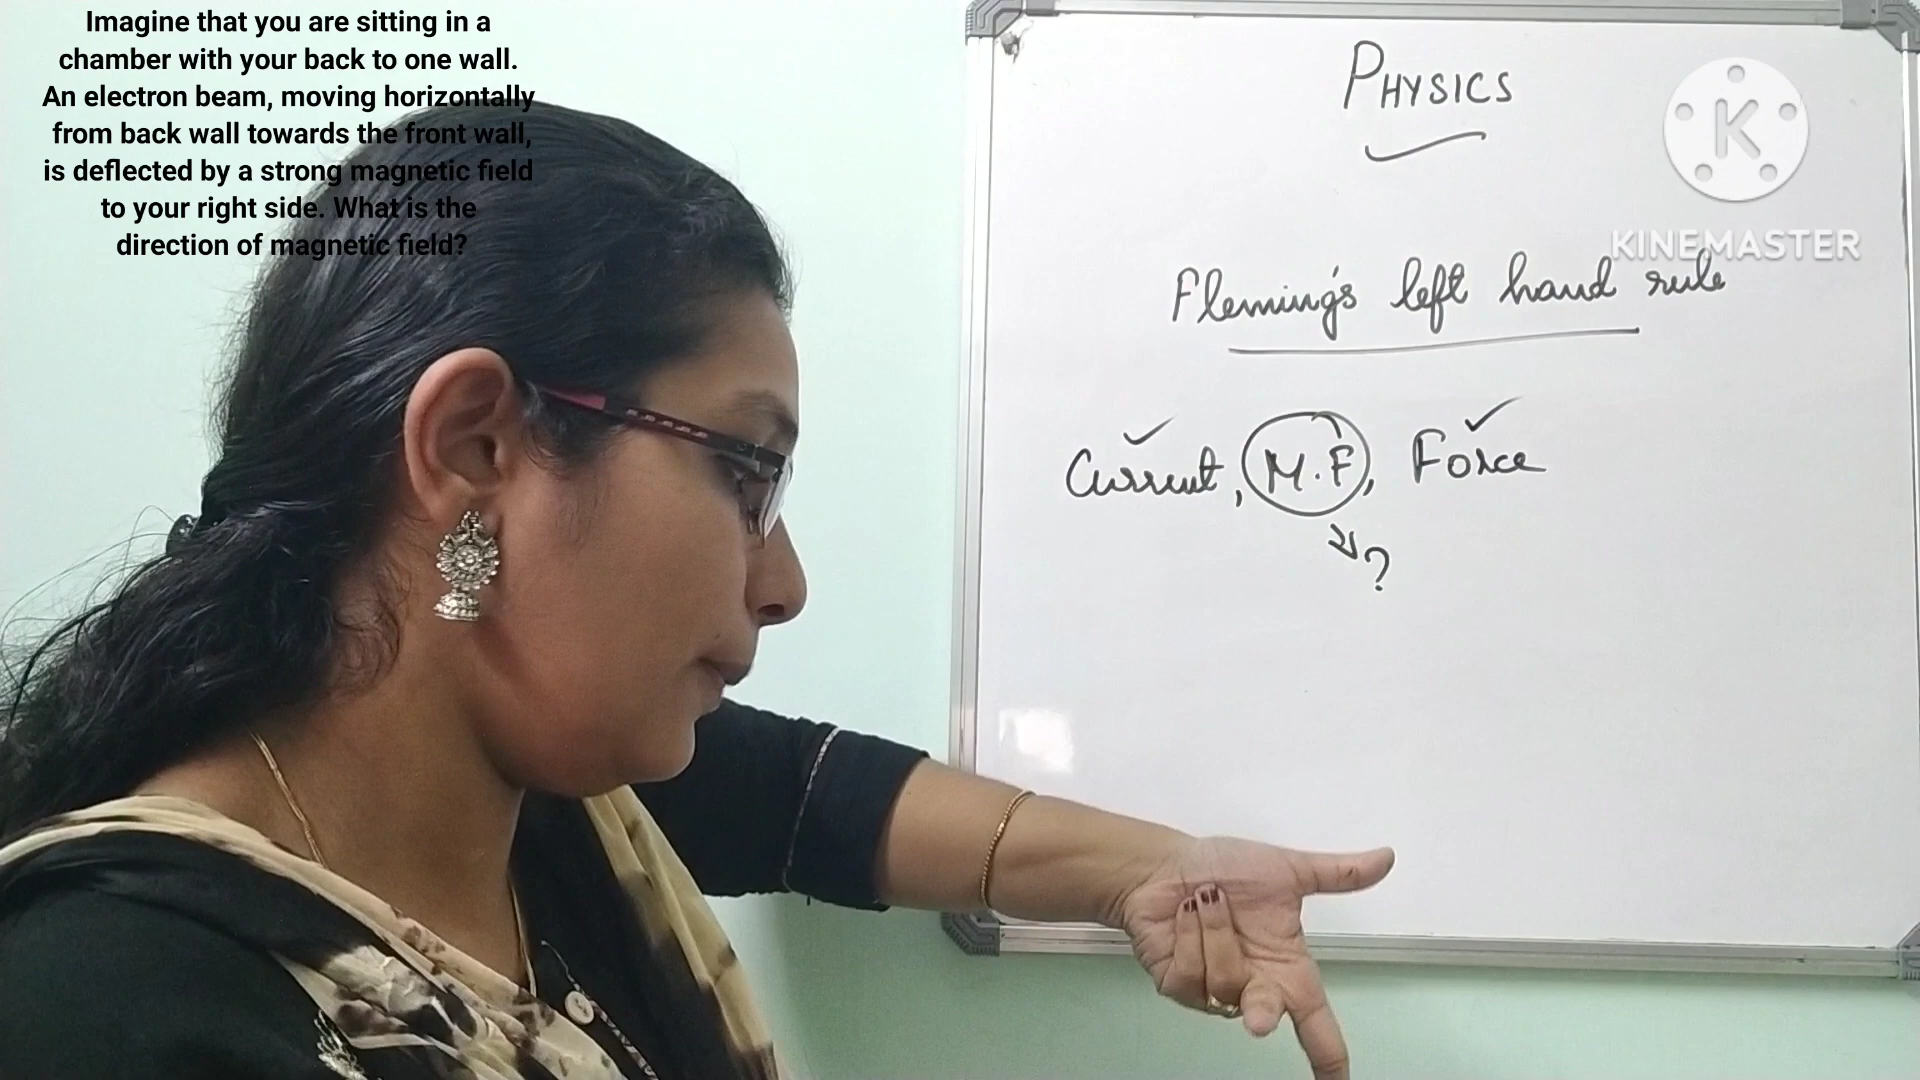 Imagine that you are sitting in a
chamber with your back to one wall.
An electron beam, moving horizontally
from back wall towards the front wall,
is deflected by a strong magnetic field
to your right side. What is the
direction of magnetic field?
PHYSICS
K
KINEMASTER
Fleming's left hand rule
Current, M.F, Force
?